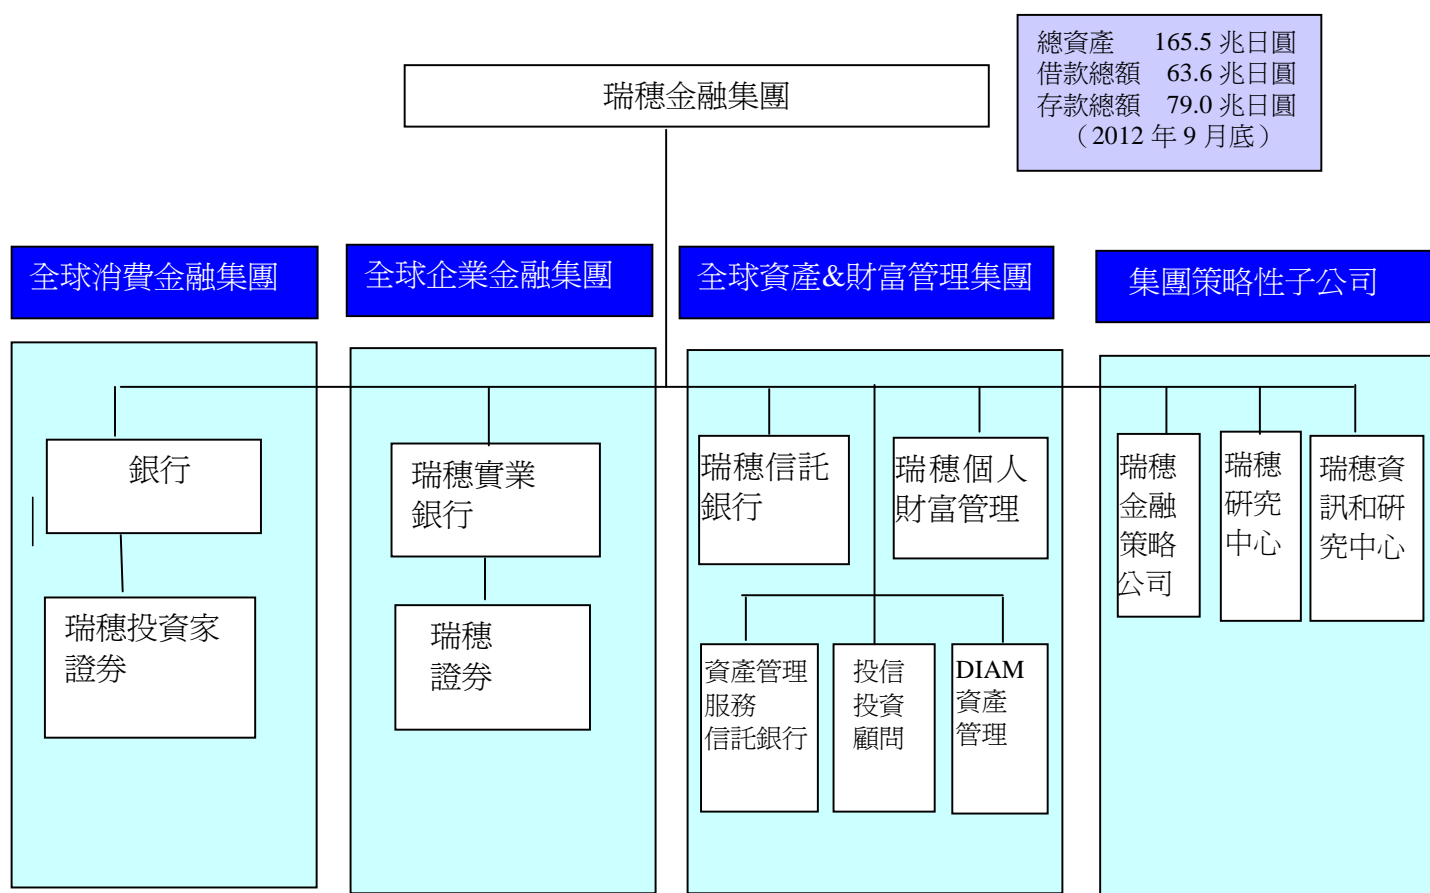 總資產 165.5 兆日圓
借款總額 63.6 兆日圓
存款總額 79.0 兆日圓
（2012 年 9 月底）
瑞穗金融集團
全球消費金融集團
全球企業金融集團
全球資產&財富管理集團
集團策略性子公司
銀行
瑞穗投資家
證券
瑞穗實業
銀行
瑞穗
證券
瑞穗信託
銀行
瑞穗個人
財富管理
資產管理
服務
信託銀行
投信
投資
顧問
DIAM
資產
管理
瑞穗
金融
策略
公司
瑞穗
研究
中心
瑞穗資
訊和研
究中心